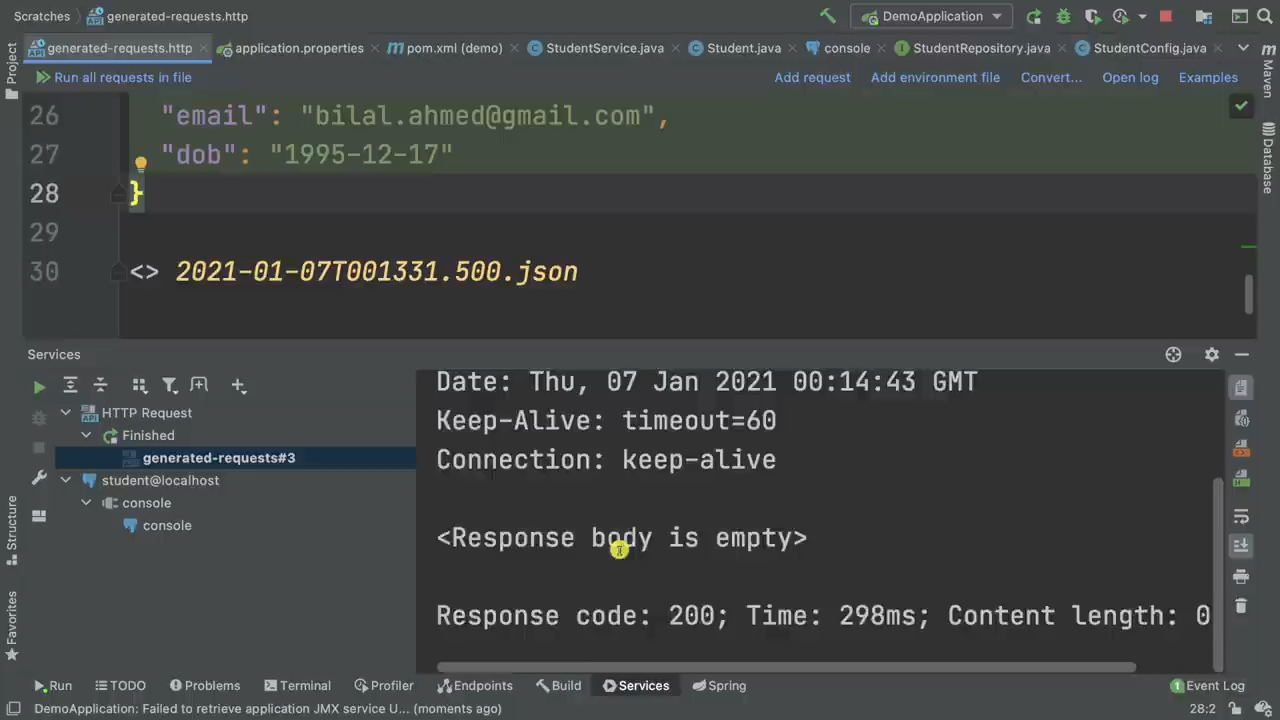 Scratches generated-requests.http DemoApplication
generated-requests.http application.properties pom.xml (demo) StudentService.java Student.java console StudentRepository.java StudentConfig.java
Run all requests in file Add request Add environment file Convert... Open log Examples
26 "email": "bilal.ahmed@gmail.com",
27 "dob": "1995-12-17"
28 }
29
30 <> 2021-01-07T001331.500.json
Services
HTTP Request
Finished
generated-requests#3
student@localhost
console
console
Date: Thu, 07 Jan 2021 00:14:43 GMT
Keep-Alive: timeout=60
Connection: keep-alive
<Response body is empty>
Response code: 200; Time: 298ms; Content length: 0
Project
Structure
Favorites
Maven
Database
Run TODO Problems Terminal Profiler Endpoints Build Services Spring 1 Event Log
DemoApplication: Failed to retrieve application JMX service U... (moments ago) 28:2